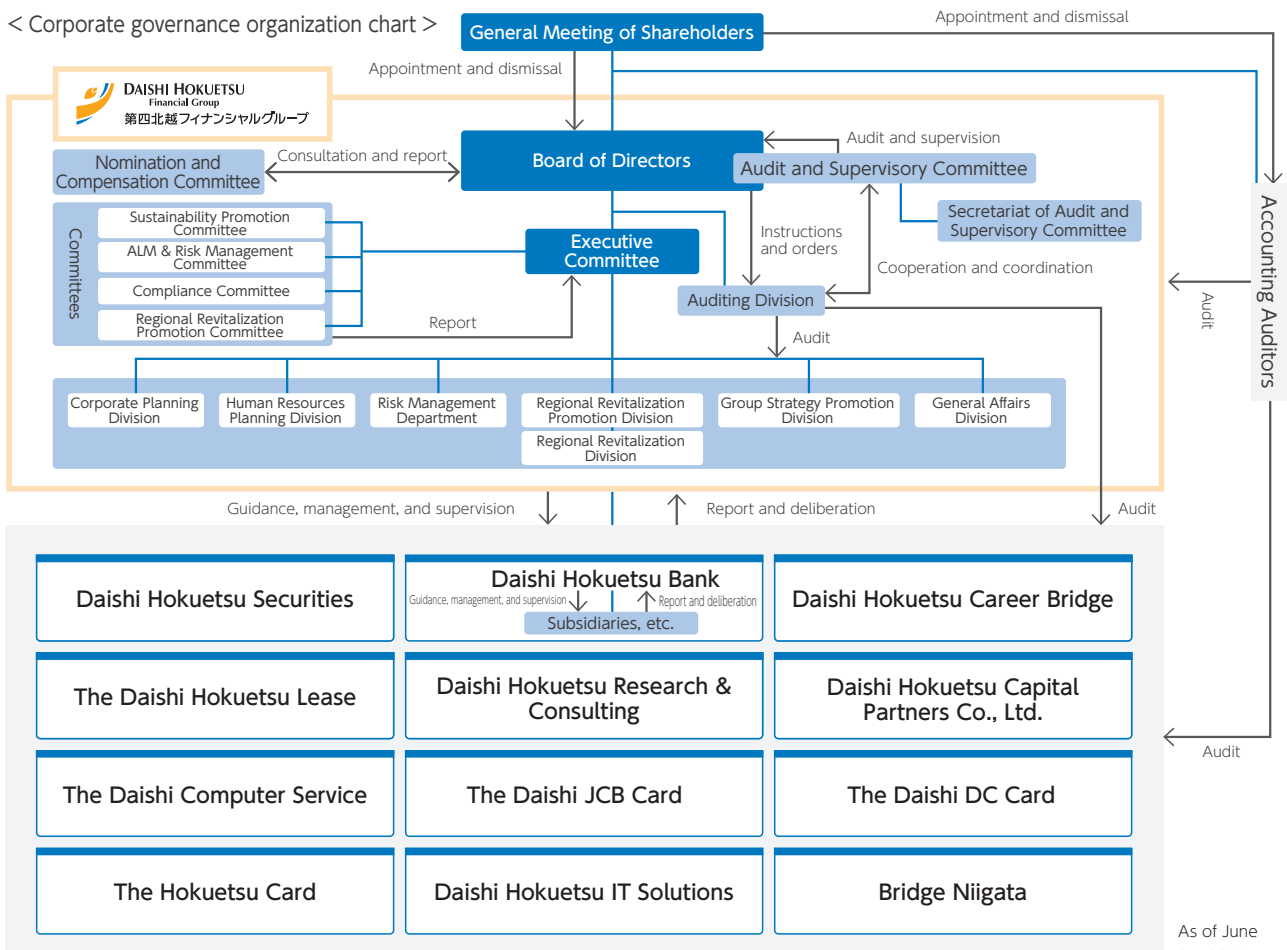 < Corporate governance organization chart >
General Meeting of Shareholders
Appointment and dismissal
Appointment and dismissal
DAISHI HOKUETSU
Financial Group
第四北越フィナンシャルグループ
Board of Directors
Audit and supervision
Audit and Supervisory Committee
Nomination and
Compensation Committee
Consultation and report
Secretariat of Audit and
Supervisory Committee
Accounting Auditors
Committees
Sustainability Promotion
Committee
ALM & Risk Management
Committee
Compliance Committee
Regional Revitalization
Promotion Committee
Executive
Committee
Instructions
and orders
Cooperation and coordination
Auditing Division
Report
Audit
Audit
Corporate Planning
Division
Human Resources
Planning Division
Risk Management
Department
Regional Revitalization
Promotion Division
Regional Revitalization
Division
Group Strategy Promotion
Division
General Affairs
Division
Guidance, management, and supervision
Report and deliberation
Audit
Daishi Hokuetsu Securities
Daishi Hokuetsu Bank
Guidance, management, and supervision
Report and deliberation
Subsidiaries, etc.
Daishi Hokuetsu Career Bridge
The Daishi Hokuetsu Lease
Daishi Hokuetsu Research &
Consulting
Daishi Hokuetsu Capital
Partners Co., Ltd.
Audit
The Daishi Computer Service
The Daishi JCB Card
The Daishi DC Card
The Hokuetsu Card
Daishi Hokuetsu IT Solutions
Bridge Niigata
As of June